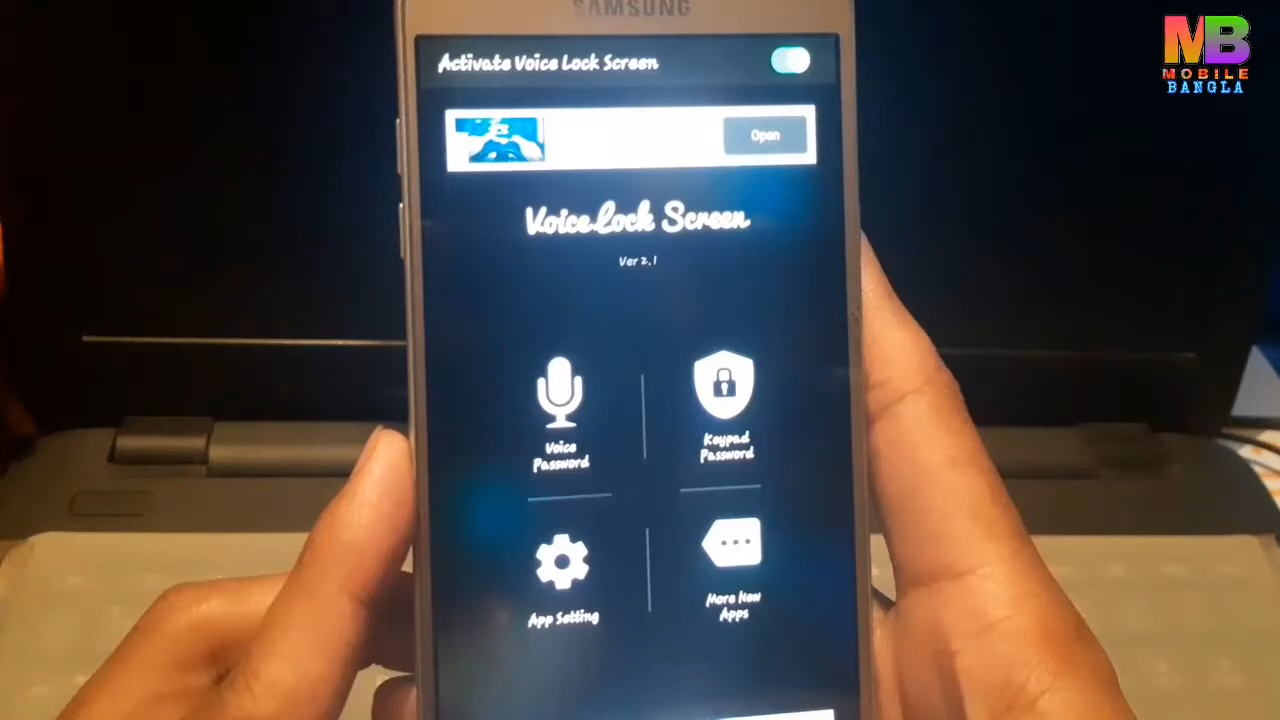 SAMSUNG
MB
MOBILE
BANGLA
Activate Voice Lock Screen
Open
Voice Lock Screen
Ver 2.1
Voice
Password
Keypad
Password
App Setting
More New
Apps